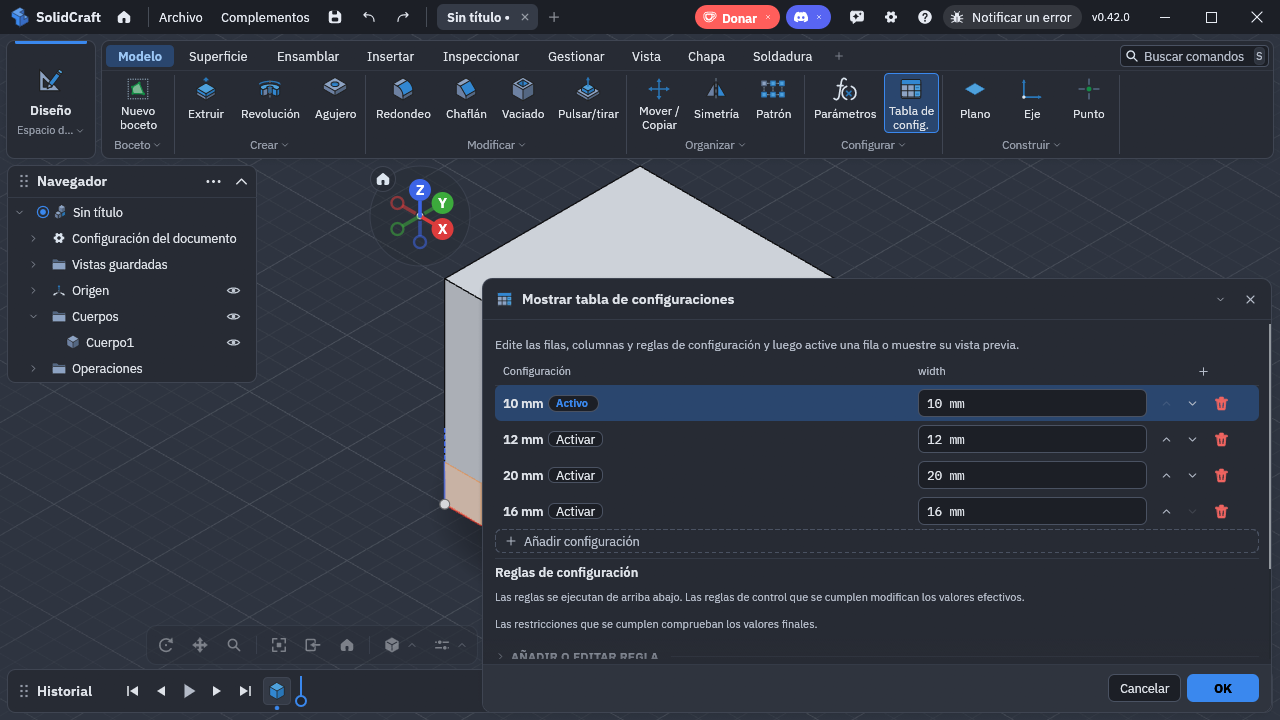 SolidCraft
Archivo
Complementos
Sin título •
Donar
Notificar un error
v0.42.0
Diseño
Espacio d...
Modelo
Superficie
Ensamblar
Insertar
Inspeccionar
Gestionar
Vista
Chapa
Soldadura
Buscar comandos
S
Nuevo boceto
Extruir
Revolución
Agujero
Redondeo
Chaflán
Vaciado
Pulsar/tirar
Mover / Copiar
Simetría
Patrón
Parámetros
Tabla de config.
Plano
Eje
Punto
Boceto
Crear
Modificar
Organizar
Configurar
Construir
Navegador
Sin título
Configuración del documento
Vistas guardadas
Origen
Cuerpos
Cuerpo1
Operaciones
Z
Y
X
Mostrar tabla de configuraciones
Edite las filas, columnas y reglas de configuración y luego active una fila o muestre su vista previa.
Configuración
width
10 mm Activo 10 mm
12 mm Activar 12 mm
20 mm Activar 20 mm
16 mm Activar 16 mm
Añadir configuración
Reglas de configuración
Las reglas se ejecutan de arriba abajo. Las reglas de control que se cumplen modifican los valores efectivos.
Las restricciones que se cumplen comprueban los valores finales.
AÑADIR O EDITAR REGLA
Cancelar
OK
Historial